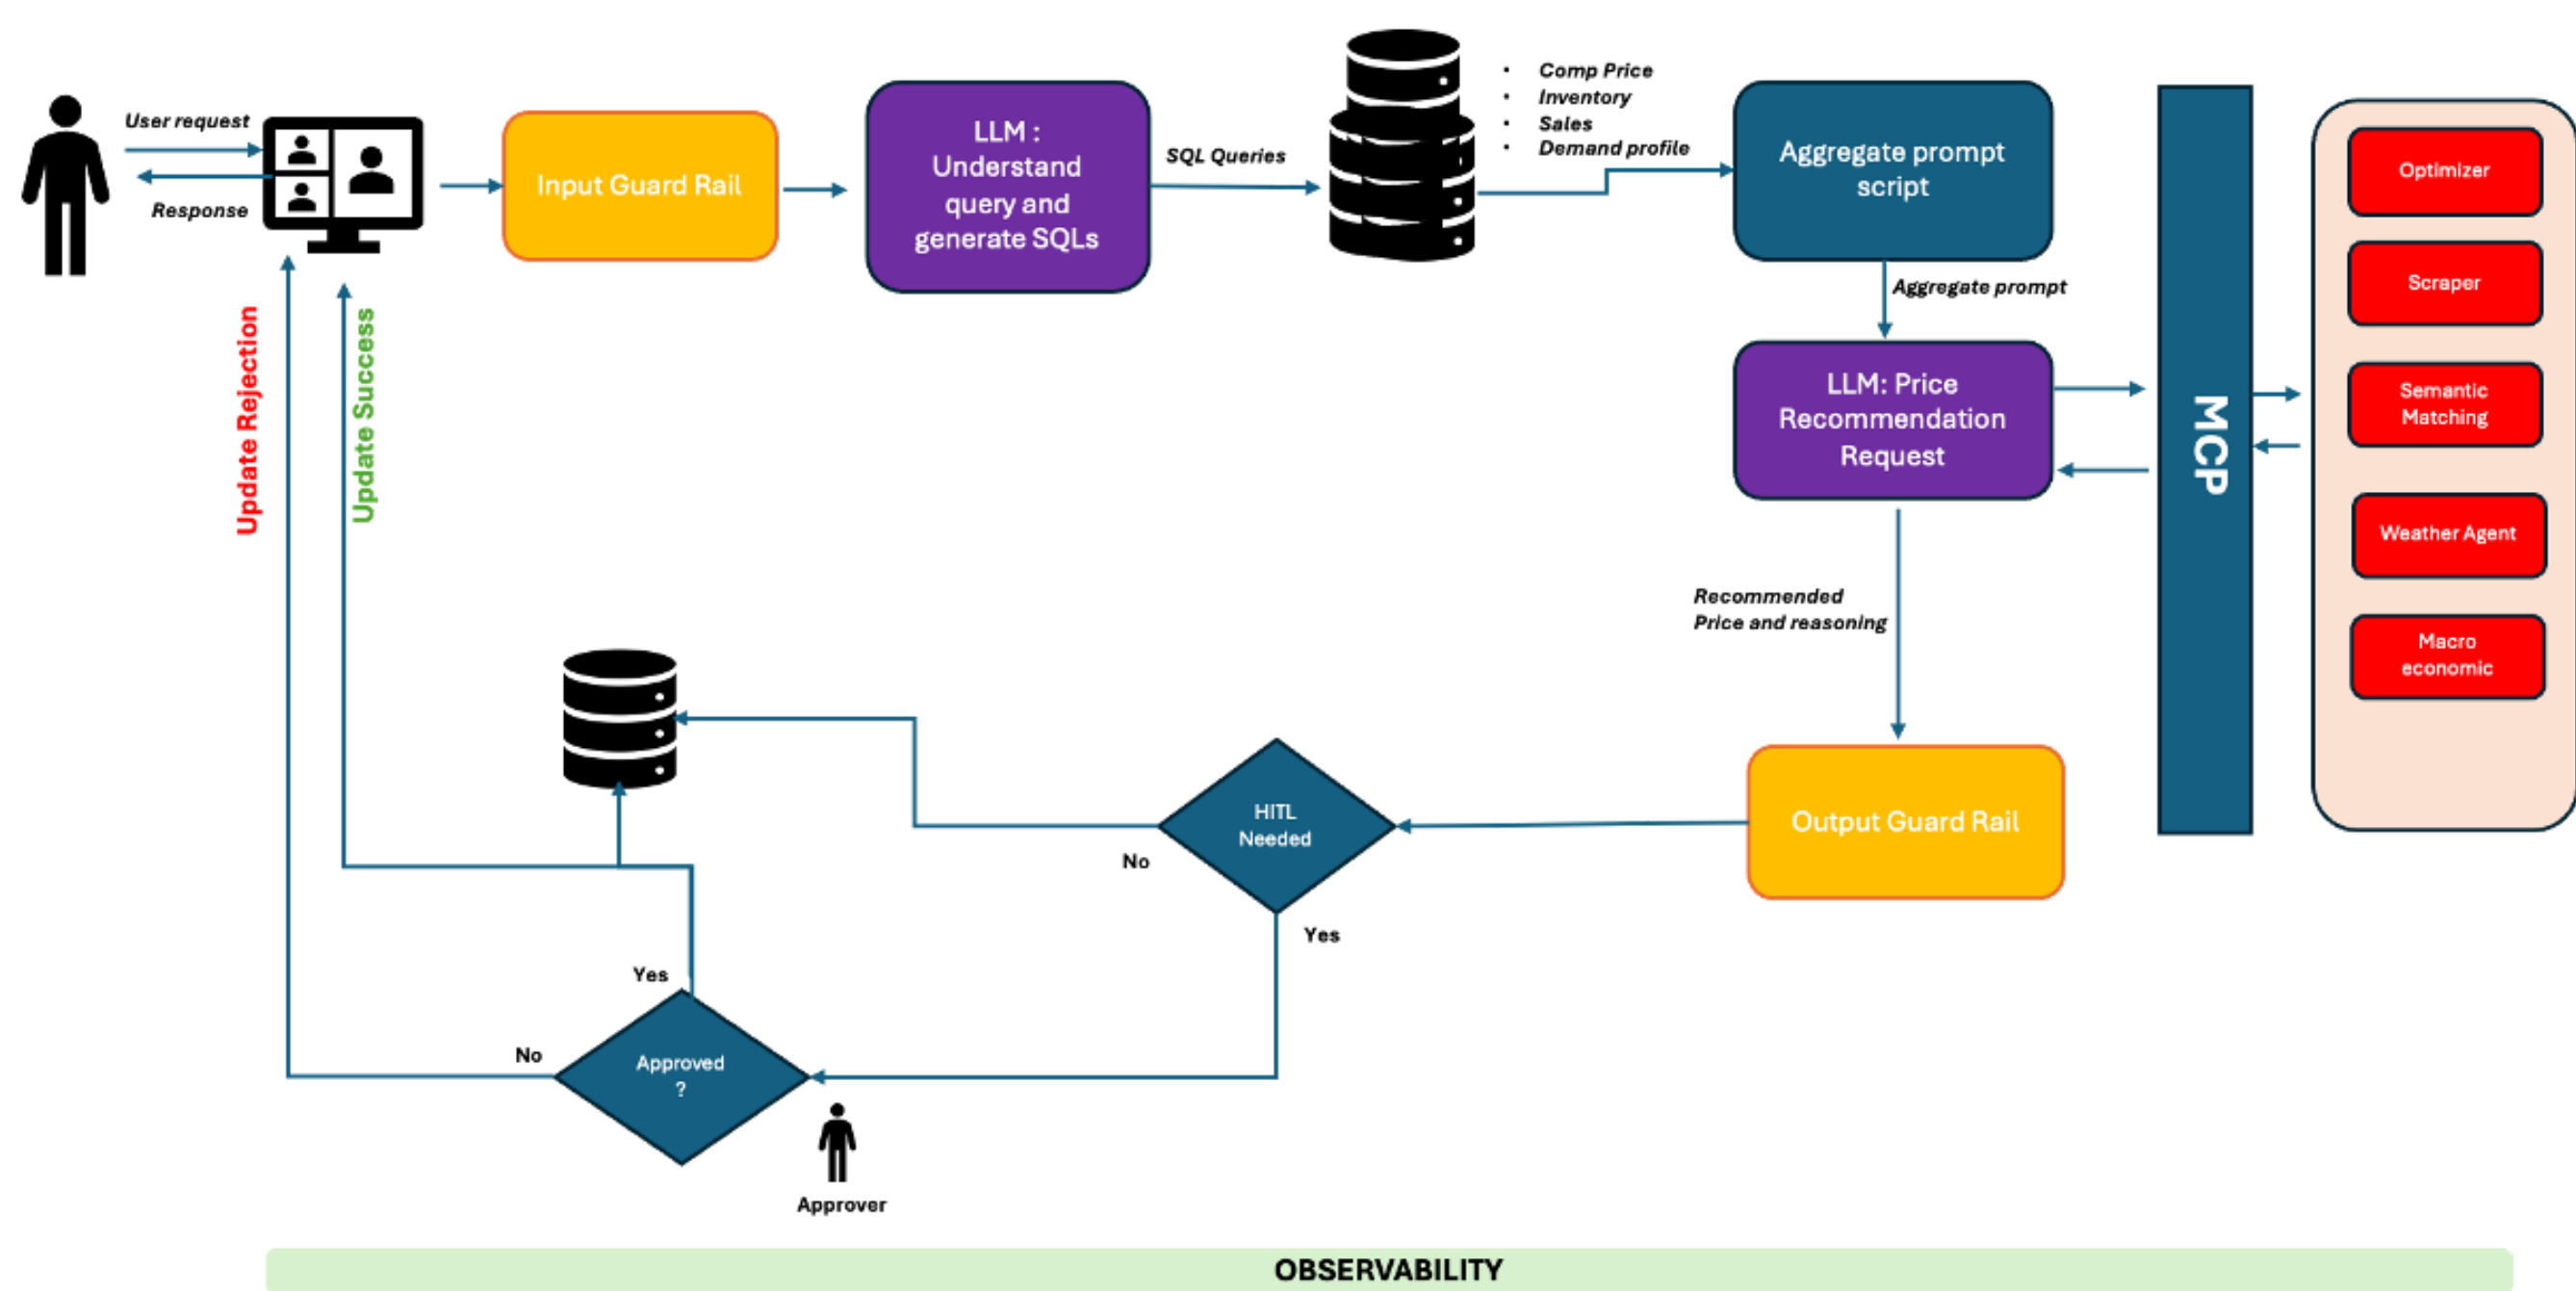 User request
Response
Input Guard Rail
LLM :
Understand
query and
generate SQLs
SQL Queries
• Comp Price
• Inventory
• Sales
• Demand profile
Aggregate prompt
script
Aggregate prompt
LLM: Price
Recommendation
Request
MCP
Optimizer
Scraper
Semantic
Matching
Weather Agent
Macro
economic
Update Rejection
Update Success
Recommended
Price and reasoning
Output Guard Rail
HITL
Needed
No
Yes
Yes
No
Approved
?
Approver
OBSERVABILITY